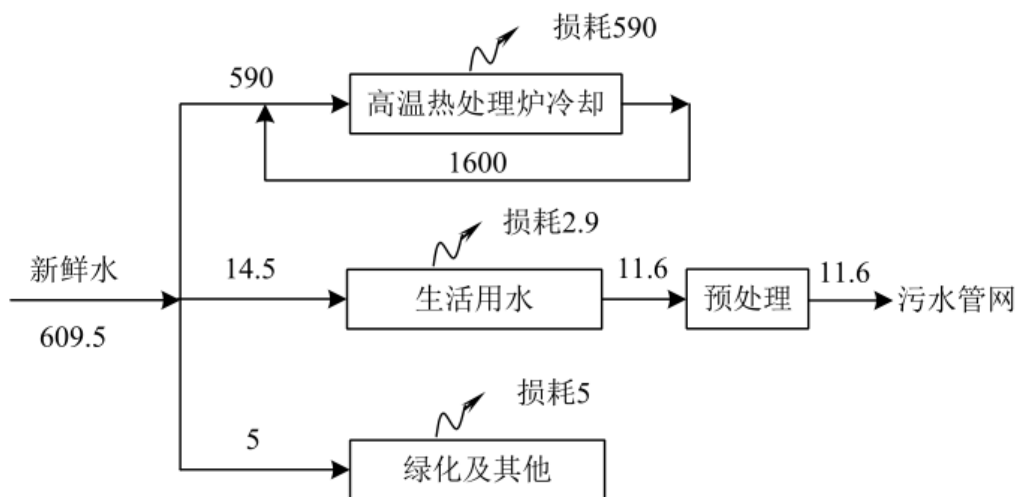 损耗590
590
高温热处理炉冷却
1600
损耗2.9
新鲜水
14.5
生活用水
11.6
预处理
11.6
污水管网
609.5
损耗5
5
绿化及其他